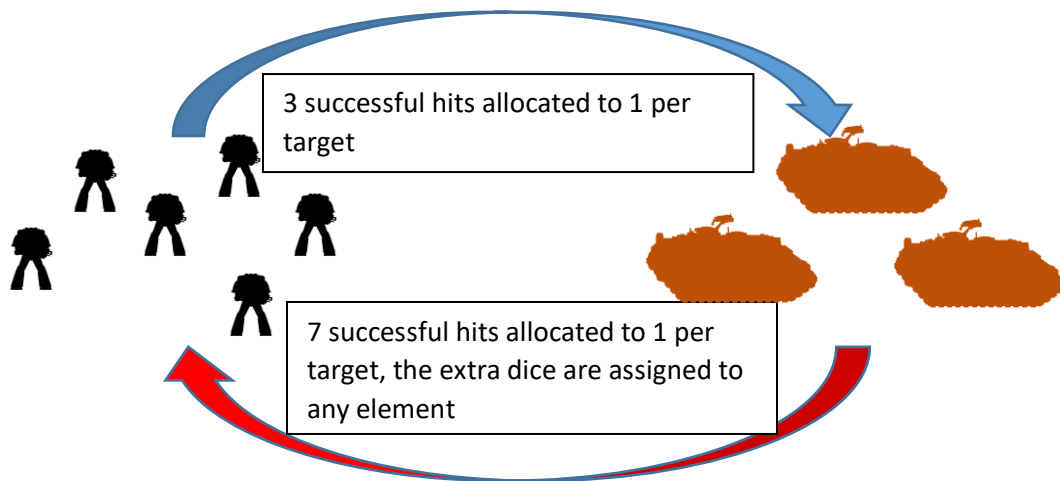 3 successful hits allocated to 1 per
target
7 successful hits allocated to 1 per
target, the extra dice are assigned to
any element